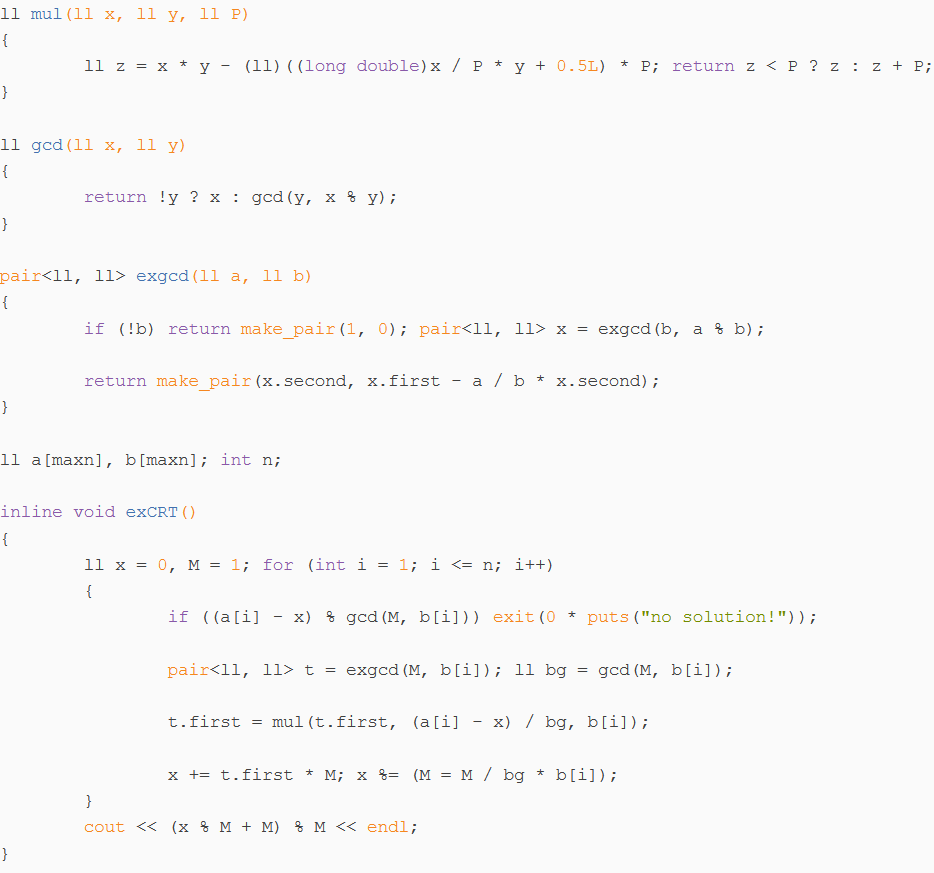 ll mul(ll x, ll y, ll P)
{
        ll z = x * y - (ll)((long double)x / P * y + 0.5L) * P; return z < P ? z : z + P;
}

ll gcd(ll x, ll y)
{
        return !y ? x : gcd(y, x % y);
}

pair<ll, ll> exgcd(ll a, ll b)
{
        if (!b) return make_pair(1, 0); pair<ll, ll> x = exgcd(b, a % b);

        return make_pair(x.second, x.first - a / b * x.second);
}

ll a[maxn], b[maxn]; int n;

inline void exCRT()
{
        ll x = 0, M = 1; for (int i = 1; i <= n; i++)
        {
                if ((a[i] - x) % gcd(M, b[i])) exit(0 * puts("no solution!"));

                pair<ll, ll> t = exgcd(M, b[i]); ll bg = gcd(M, b[i]);

                t.first = mul(t.first, (a[i] - x) / bg, b[i]);

                x += t.first * M; x %= (M = M / bg * b[i]);
        }
        cout << (x % M + M) % M << endl;
}